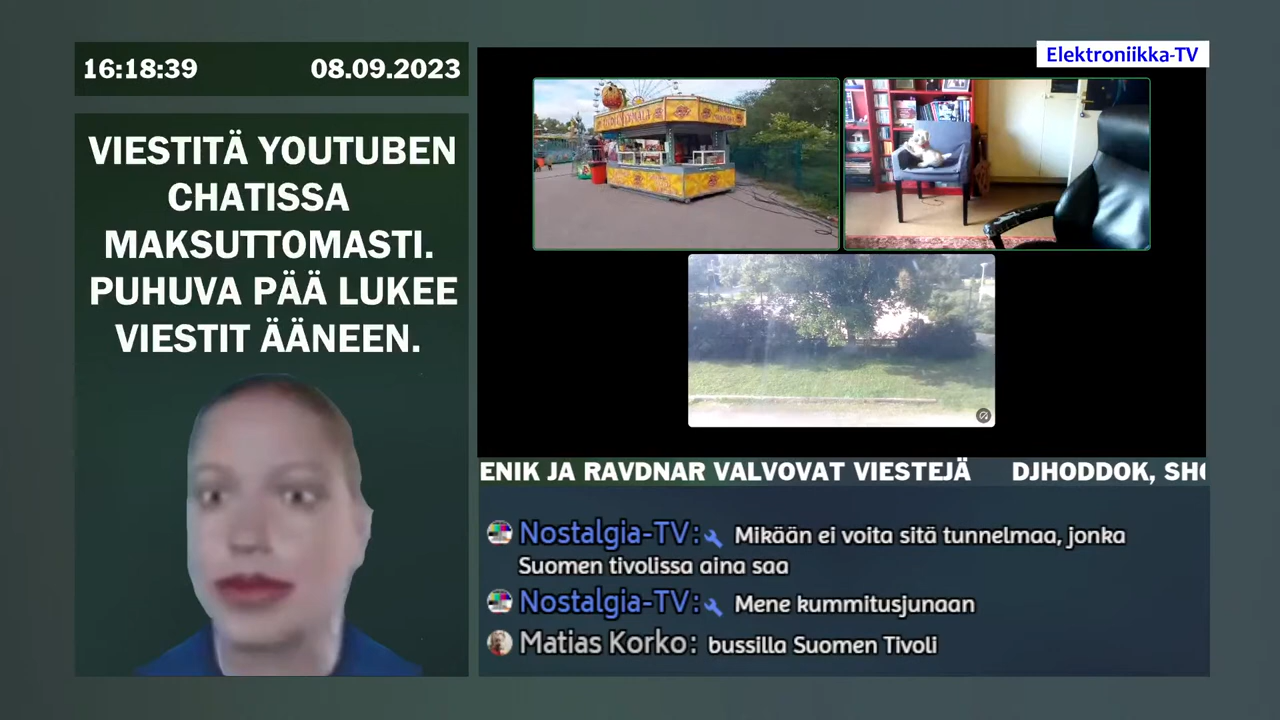 16:18:39 08.09.2023
VIESTITÄ YOUTUBEN
CHATISSA
MAKSUTTOMASTI.
PUHUVA PÄÄ LUKEE
VIESTIT ÄÄNEEN.
Elektroniikka-TV
ENIK JA RAVDNAR VALVOVAT VIESTEJÄ DJHODDOK,
Nostalgia-TV: Mikään ei voita sitä tunnelmaa, jonka
Suomen tivolissa aina saa
Nostalgia-TV: Mene kummitusjunaan
Matias Korko: bussilla Suomen Tivoli